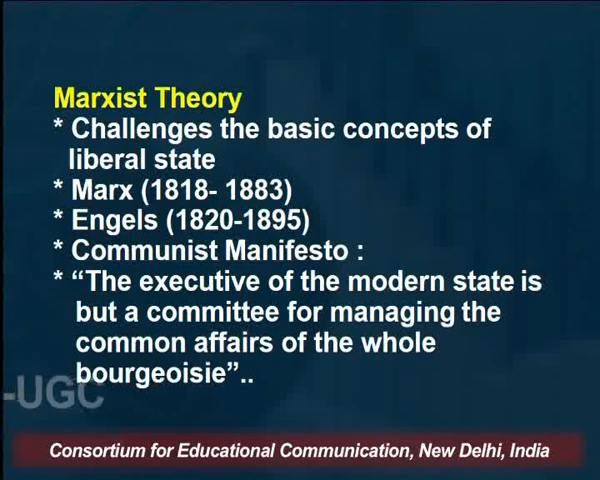 Marxist Theory
* Challenges the basic concepts of
liberal state
* Marx (1818- 1883)
* Engels (1820-1895)
* Communist Manifesto :
* “The executive of the modern state is
but a committee for managing the
common affairs of the whole
bourgeoisie”..
-UGC
Consortium for Educational Communication, New Delhi, India